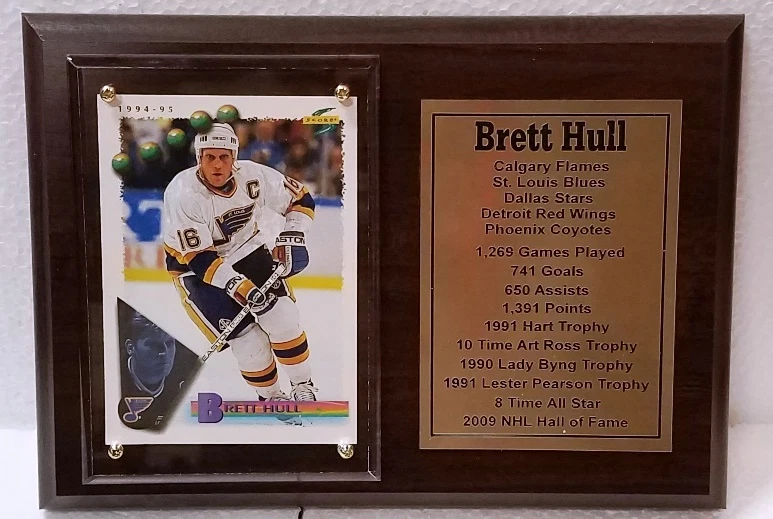 1994-95
SCORE
C
16
16
EASTON
EASTON
BRETT HULL
Brett Hull
Calgary Flames
St. Louis Blues
Dallas Stars
Detroit Red Wings
Phoenix Coyotes
1,269 Games Played
741 Goals
650 Assists
1,391 Points
1991 Hart Trophy
10 Time Art Ross Trophy
1990 Lady Byng Trophy
1991 Lester Pearson Trophy
8 Time All Star
2009 NHL Hall of Fame